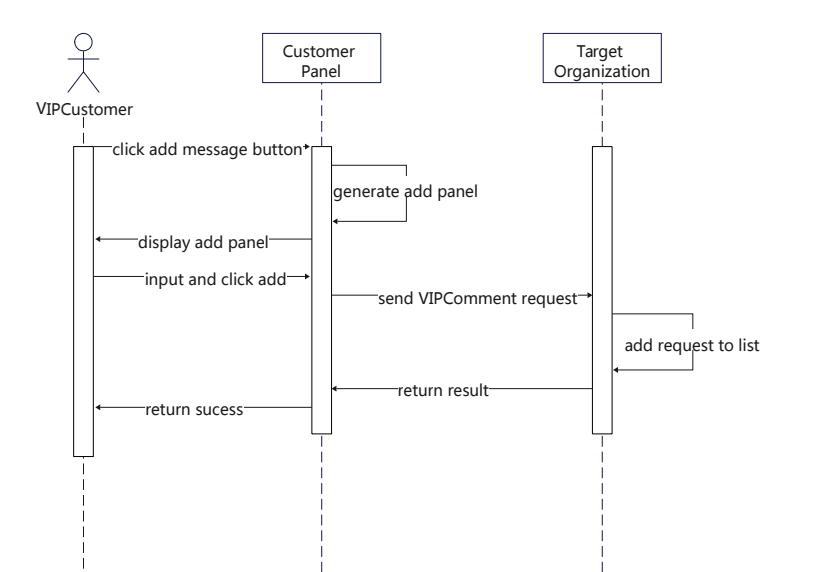 Customer
Panel
Target
Organization
VIPCustomer
click add message button
generate add panel
display add panel
input and click add
send VIPComment request
add request to list
return result
return sucess